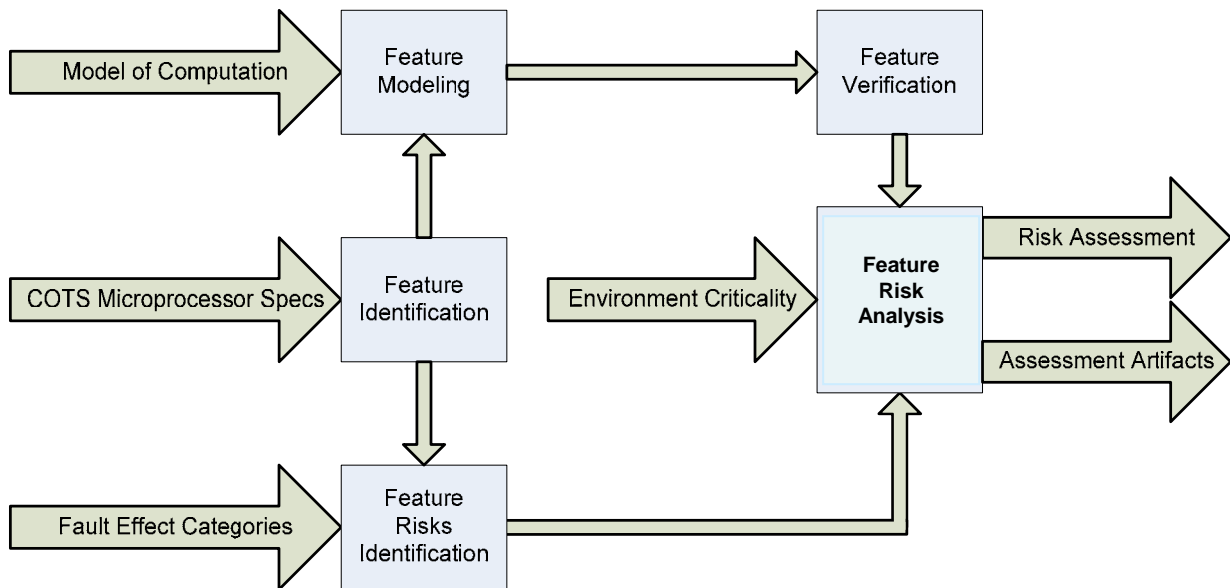 Model of Computation
Feature
Modeling
Feature
Verification
COTS Microprocessor Specs
Feature
Identification
Environment Criticality
Feature
Risk
Analysis
Risk Assessment
Assessment Artifacts
Fault Effect Categories
Feature
Risks
Identification